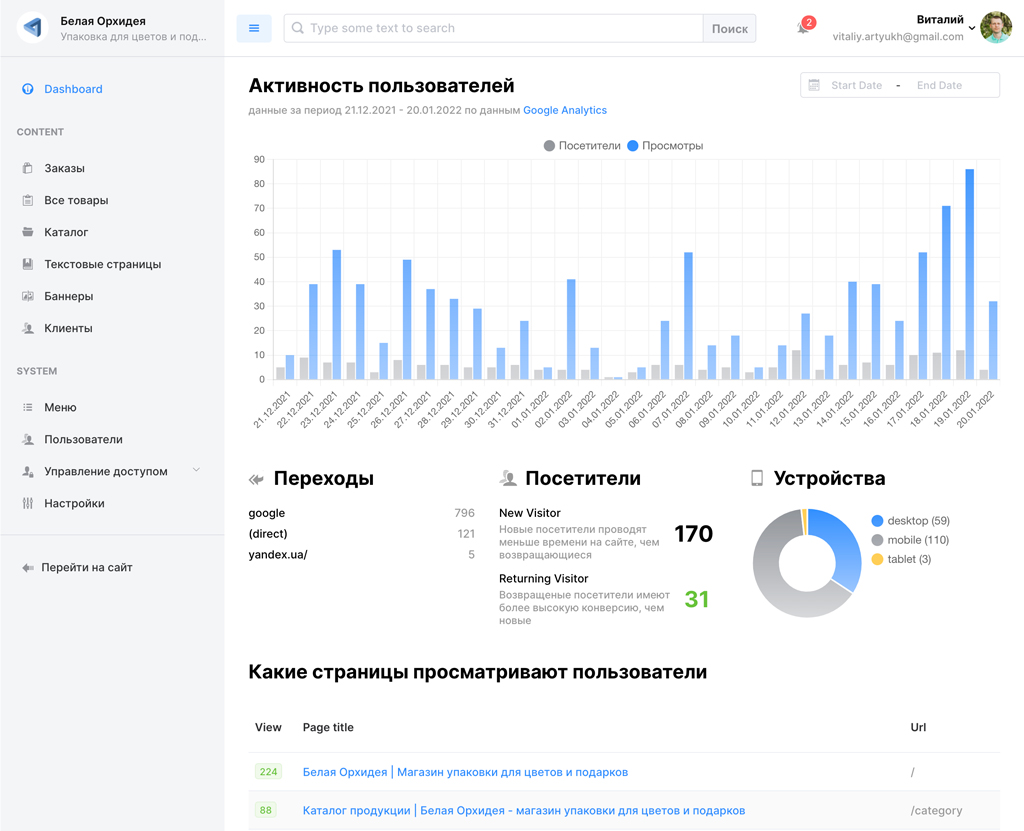 Белая Орхидея
Упаковка для цветов и под...
Type some text to search
Поиск
2
Виталий
vitaliy.artyukh@gmail.com
Dashboard
CONTENT
Заказы
Все товары
Каталог
Текстовые страницы
Баннеры
Клиенты
SYSTEM
Меню
Пользователи
Управление доступом
Настройки
Перейти на сайт
Активность пользователей
Start Date - End Date
данные за период 21.12.2021 - 20.01.2022 по данным Google Analytics
Посетители Просмотры
90
80
70
60
50
40
30
20
10
0
21.12.2021 22.12.2021 23.12.2021 24.12.2021 25.12.2021 26.12.2021 27.12.2021 28.12.2021 29.12.2021 30.12.2021 31.12.2021 01.01.2022 02.01.2022 03.01.2022 04.01.2022 05.01.2022 06.01.2022 07.01.2022 08.01.2022 09.01.2022 10.01.2022 11.01.2022 12.01.2022 13.01.2022 14.01.2022 15.01.2022 16.01.2022 17.01.2022 18.01.2022 19.01.2022 20.01.2022
Переходы
google 796
(direct) 121
yandex.ua/ 5
Посетители
New Visitor
Новые посетители проводят
меньше времени на сайте, чем
возвращающиеся
170
Returning Visitor
Возвращеные посетители имеют
более высокую конверсию, чем
новые
31
Устройства
desktop (59)
mobile (110)
tablet (3)
Какие страницы просматривают пользователи
View Page title Url
224 Белая Орхидея | Магазин упаковки для цветов и подарков /
88 Каталог продукции | Белая Орхидея - магазин упаковки для цветов и подарков /category